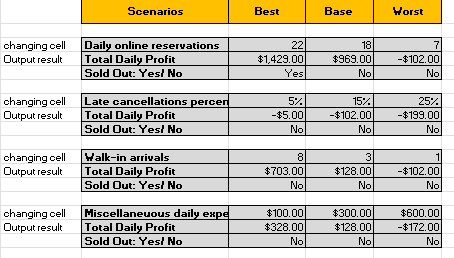 Scenarios Best Base Worst
changing cell Daily online reservations 22 18 7
Output result Total Daily Profit $1,429.00 $969.00 -$102.00
Sold Out: Yes/ No Yes No No
changing cell Late cancellations percen 5% 15% 25%
Output result Total Daily Profit -$5.00 -$102.00 -$199.00
Sold Out: Yes/ No No No No
changing cell Walk-in arrivals 8 3 1
Output result Total Daily Profit $703.00 $128.00 -$102.00
Sold Out: Yes/ No No No No
changing cell Miscellaneuous daily expe $100.00 $300.00 $600.00
Output result Total Daily Profit $328.00 $128.00 -$172.00
Sold Out: Yes/ No No No No